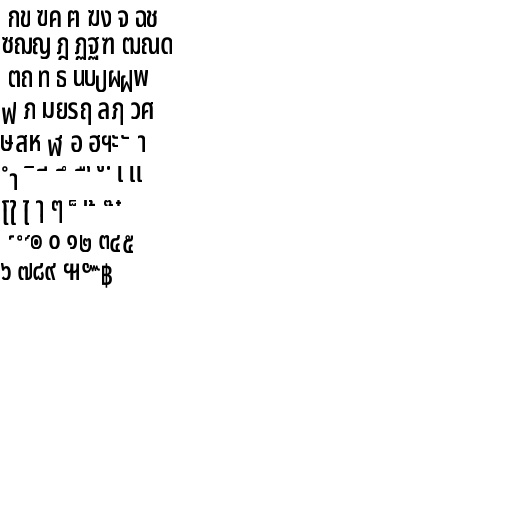 กข ฃค ฅ ฆง จ ฉช
ซฌญ ฎ ฏฐฑ ฒณด
ตถ ท ธ นบปผฝพ
ฟ ภ มยรฤ ลฦ วศ
ษสห ฬ อ ฮฯะ ั า
ำ ิ ี ึ ื ุ ู ฺ เ แ
โใ ไ ๅ ๆ ็ ่ ้ ๊ ๋
์ ํ ๎ ๏ ๐ ๑๒ ๓๔๕
๖ ๗๘๙ ๚๛฿